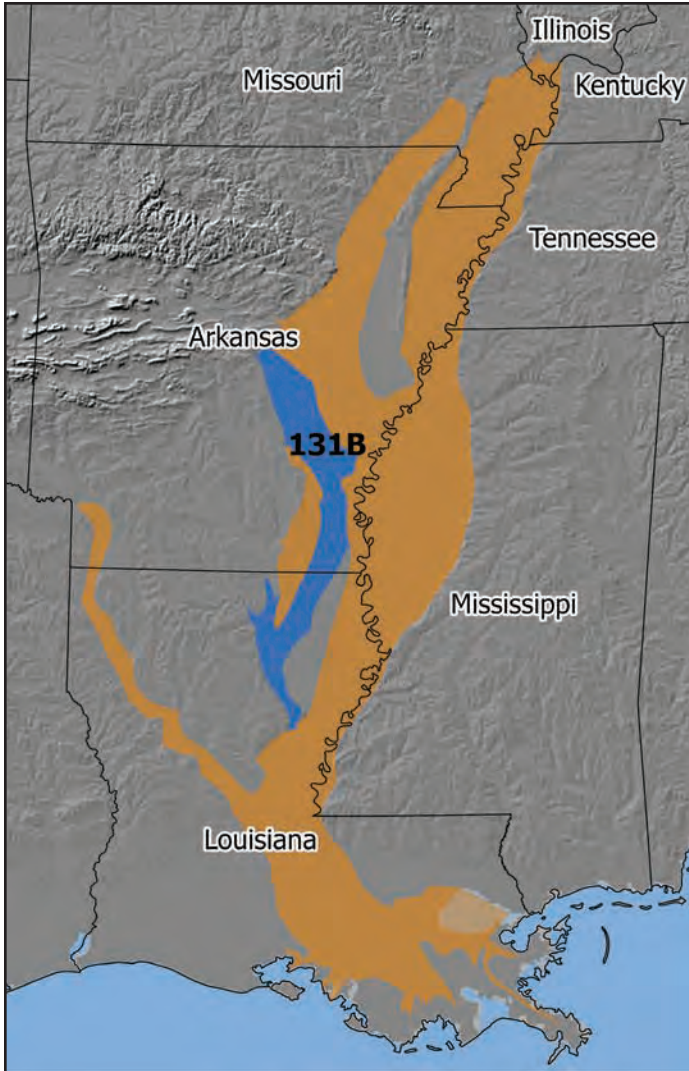 Illinois
Missouri
Kentucky
Tennessee
Arkansas
131B
Mississippi
Louisiana